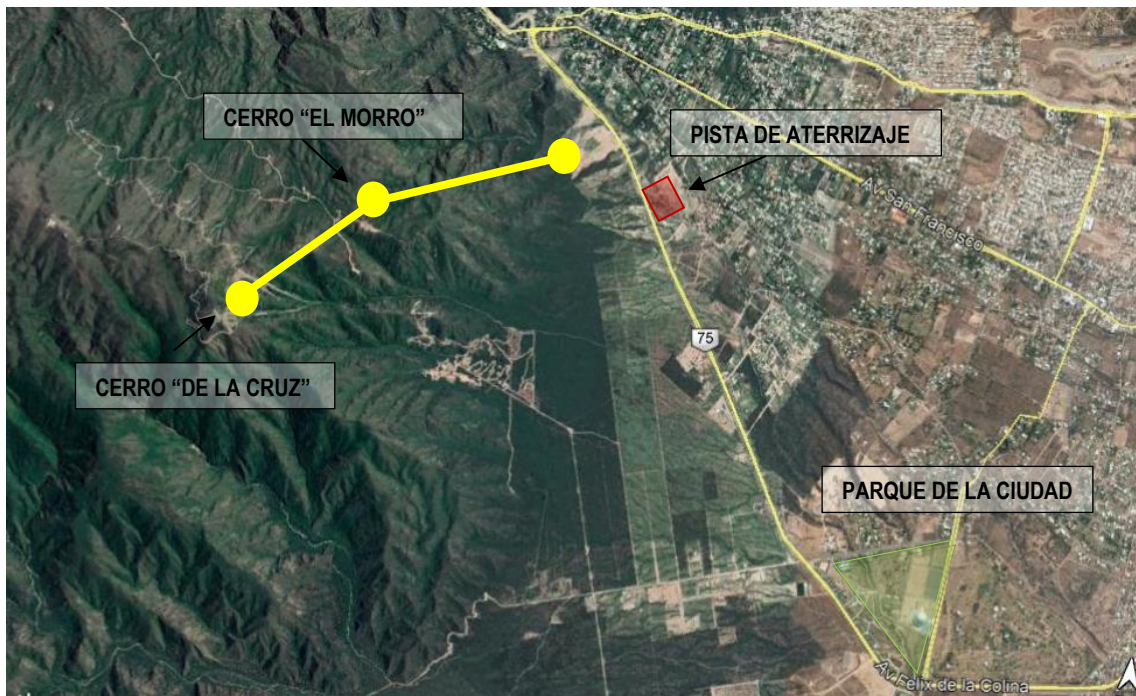 CERRO “EL MORRO”
PISTA DE ATERRIZAJE
Av San Francisco
75
CERRO “DE LA CRUZ”
PARQUE DE LA CIUDAD
Av Felix de la Colina